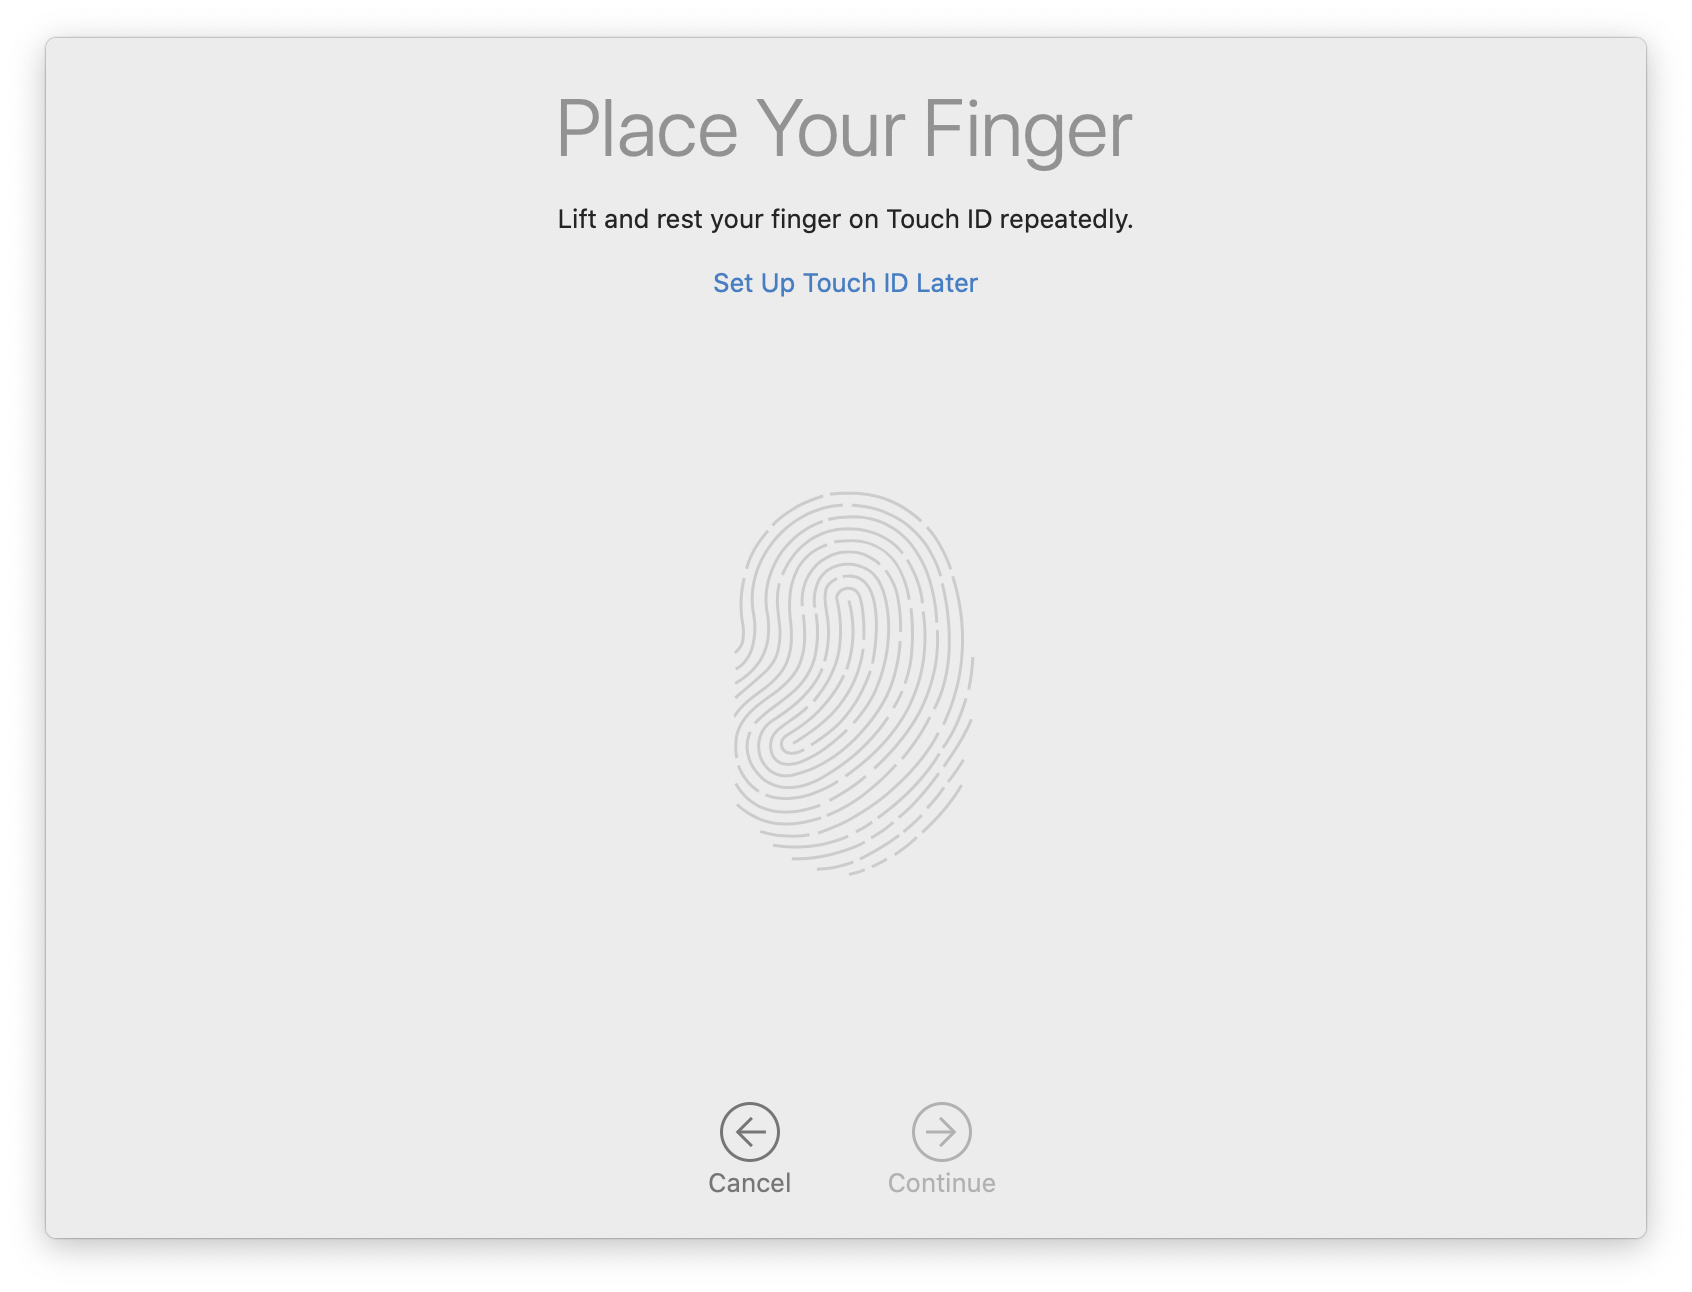 Place Your Finger
Lift and rest your finger on Touch ID repeatedly.
Set Up Touch ID Later
Cancel
Continue